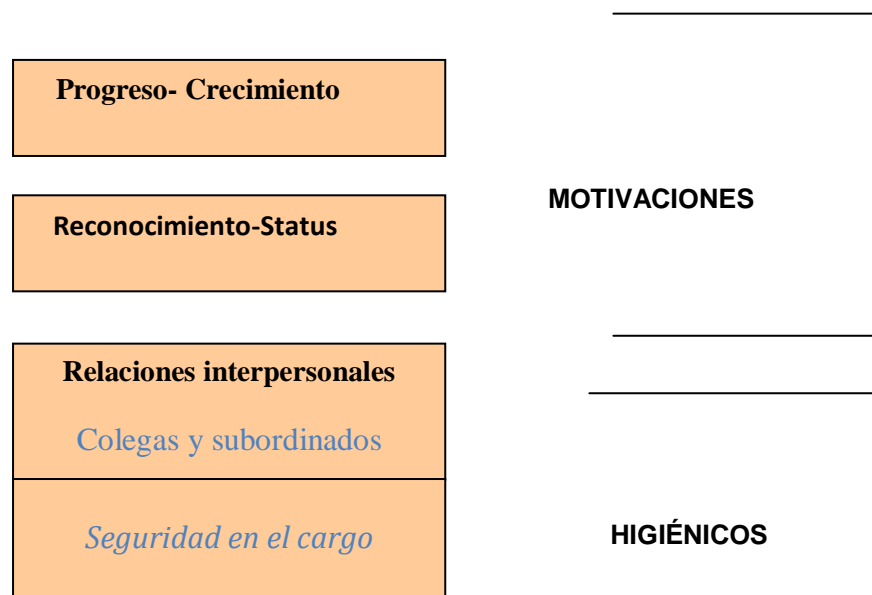 Progreso- Crecimiento
MOTIVACIONES
Reconocimiento-Status
Relaciones interpersonales
Colegas y subordinados
Seguridad en el cargo
HIGIÉNICOS